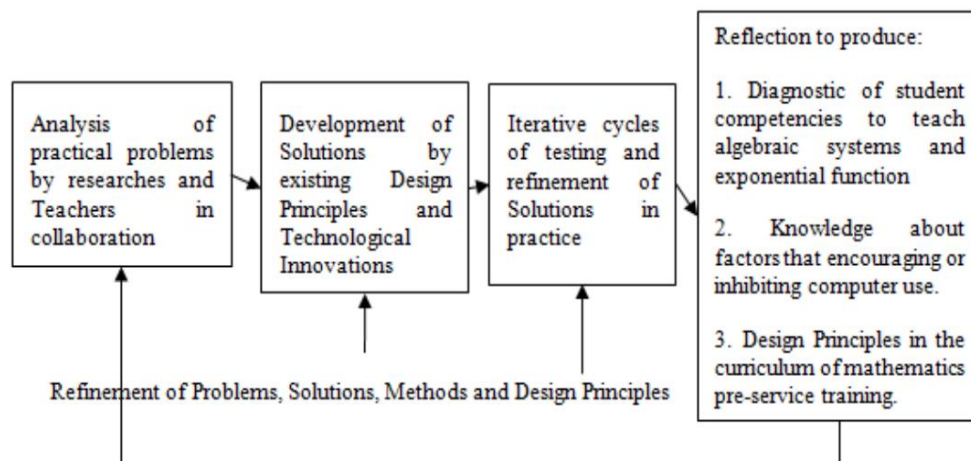 Analysis of
practical problems
by researches and
Teachers in
collaboration
Development of
Solutions by
existing Design
Principles and
Technological
Innovations
Iterative cycles
of testing and
refinement of
Solutions in
practice
Reflection to produce:
1. Diagnostic of student
competencies to teach
algebraic systems and
exponential function
2. Knowledge about
factors that encouraging or
inhibiting computer use.
3. Design Principles in the
curriculum of mathematics
pre-service training.
Refinement of Problems, Solutions, Methods and Design Principles